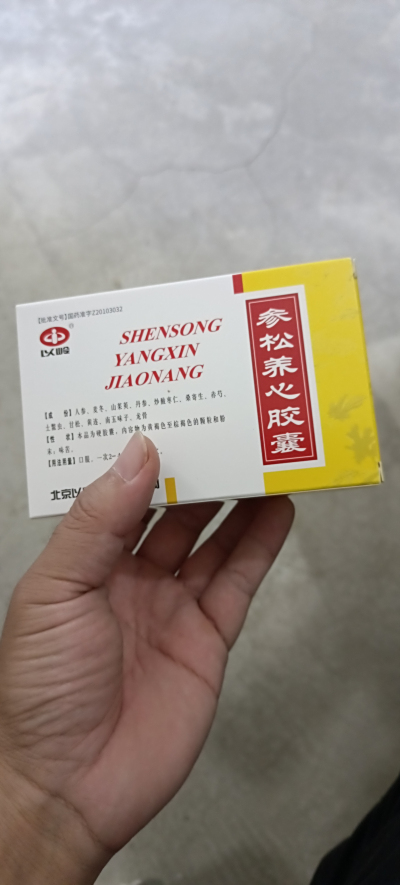 【批准文号】国药准字Z20103032
以岭
SHENSONG
YANGXIN
JIAONANG
参松养心胶囊
【成 份】人参、麦冬、山茱萸、丹参、炒酸枣仁、桑寄生、赤芍、
土鳖虫、甘松、黄连、南五味子、龙骨
【性 状】本品为硬胶囊，内容物为黄褐色至棕褐色的颗粒和粉
末；味苦。
【用法用量】口服。一次2-4
北京以